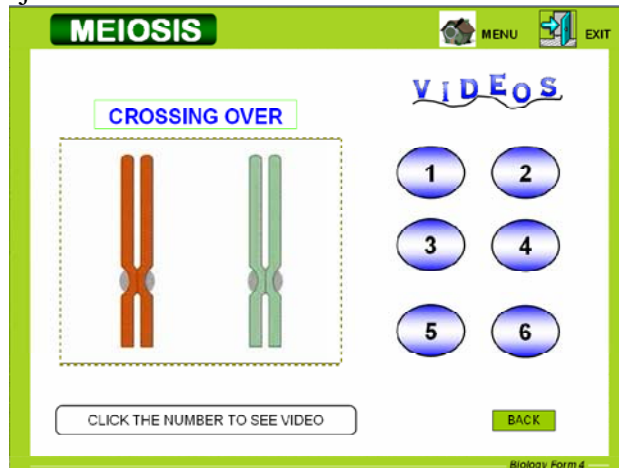 MEIOSIS
MENU
EXIT
VIDEOS
CROSSING OVER
1
2
3
4
5
6
CLICK THE NUMBER TO SEE VIDEO
BACK
Biology Form 4